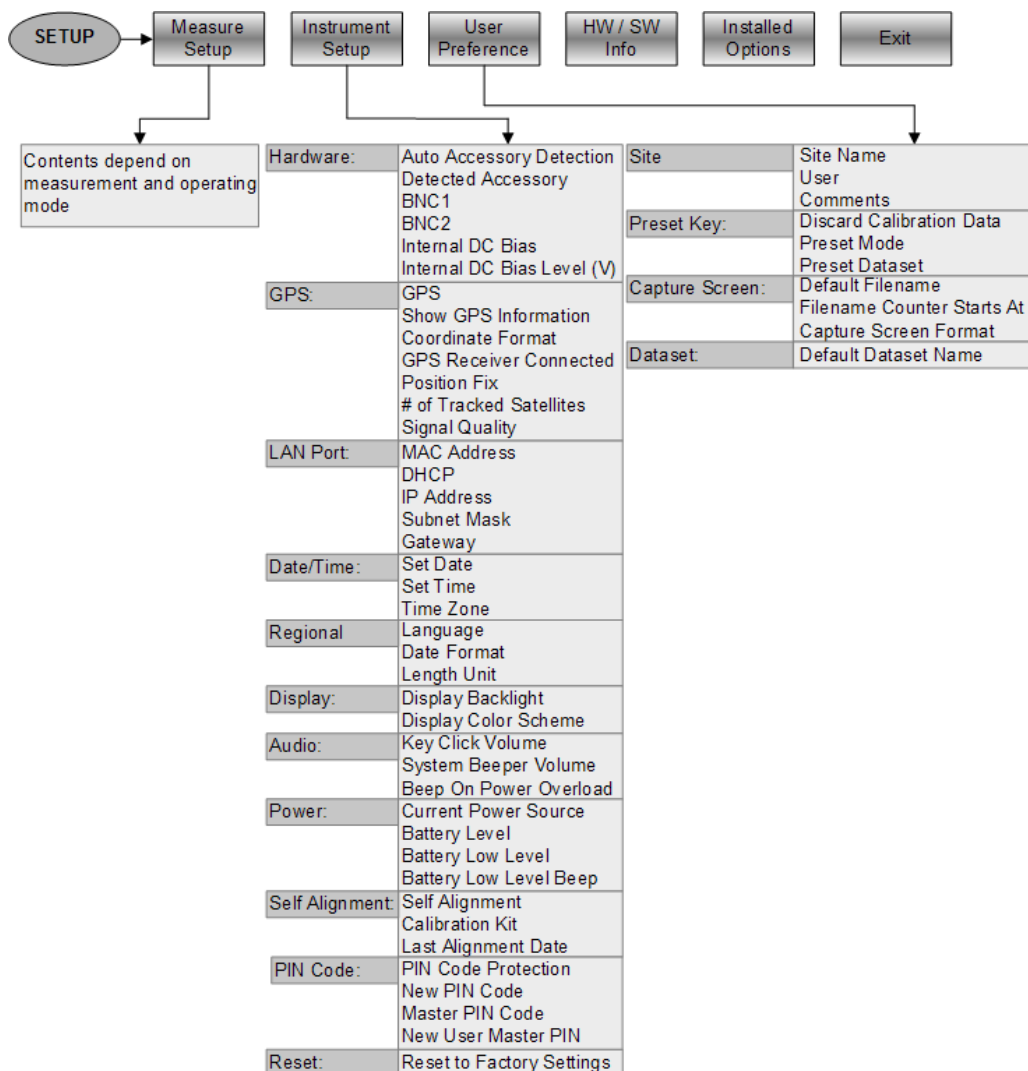 SETUP
Measure
Setup
Instrument
Setup
User
Preference
HW / SW
Info
Installed
Options
Exit
Contents depend on
measurement and operating
mode
Hardware:
Auto Accessory Detection
Detected Accessory
BNC1
BNC2
Internal DC Bias
Internal DC Bias Level (V)
GPS:
GPS
Show GPS Information
Coordinate Format
GPS Receiver Connected
Position Fix
# of Tracked Satellites
Signal Quality
LAN Port:
MAC Address
DHCP
IP Address
Subnet Mask
Gateway
Date/Time:
Set Date
Set Time
Time Zone
Regional
Language
Date Format
Length Unit
Display:
Display Backlight
Display Color Scheme
Audio:
Key Click Volume
System Beeper Volume
Beep On Power Overload
Power:
Current Power Source
Battery Level
Battery Low Level
Battery Low Level Beep
Self Alignment:
Self Alignment
Calibration Kit
Last Alignment Date
PIN Code:
PIN Code Protection
New PIN Code
Master PIN Code
New User Master PIN
Reset:
Reset to Factory Settings
Site
Site Name
User
Comments
Preset Key:
Discard Calibration Data
Preset Mode
Preset Dataset
Capture Screen:
Default Filename
Filename Counter Starts At
Capture Screen Format
Dataset:
Default Dataset Name